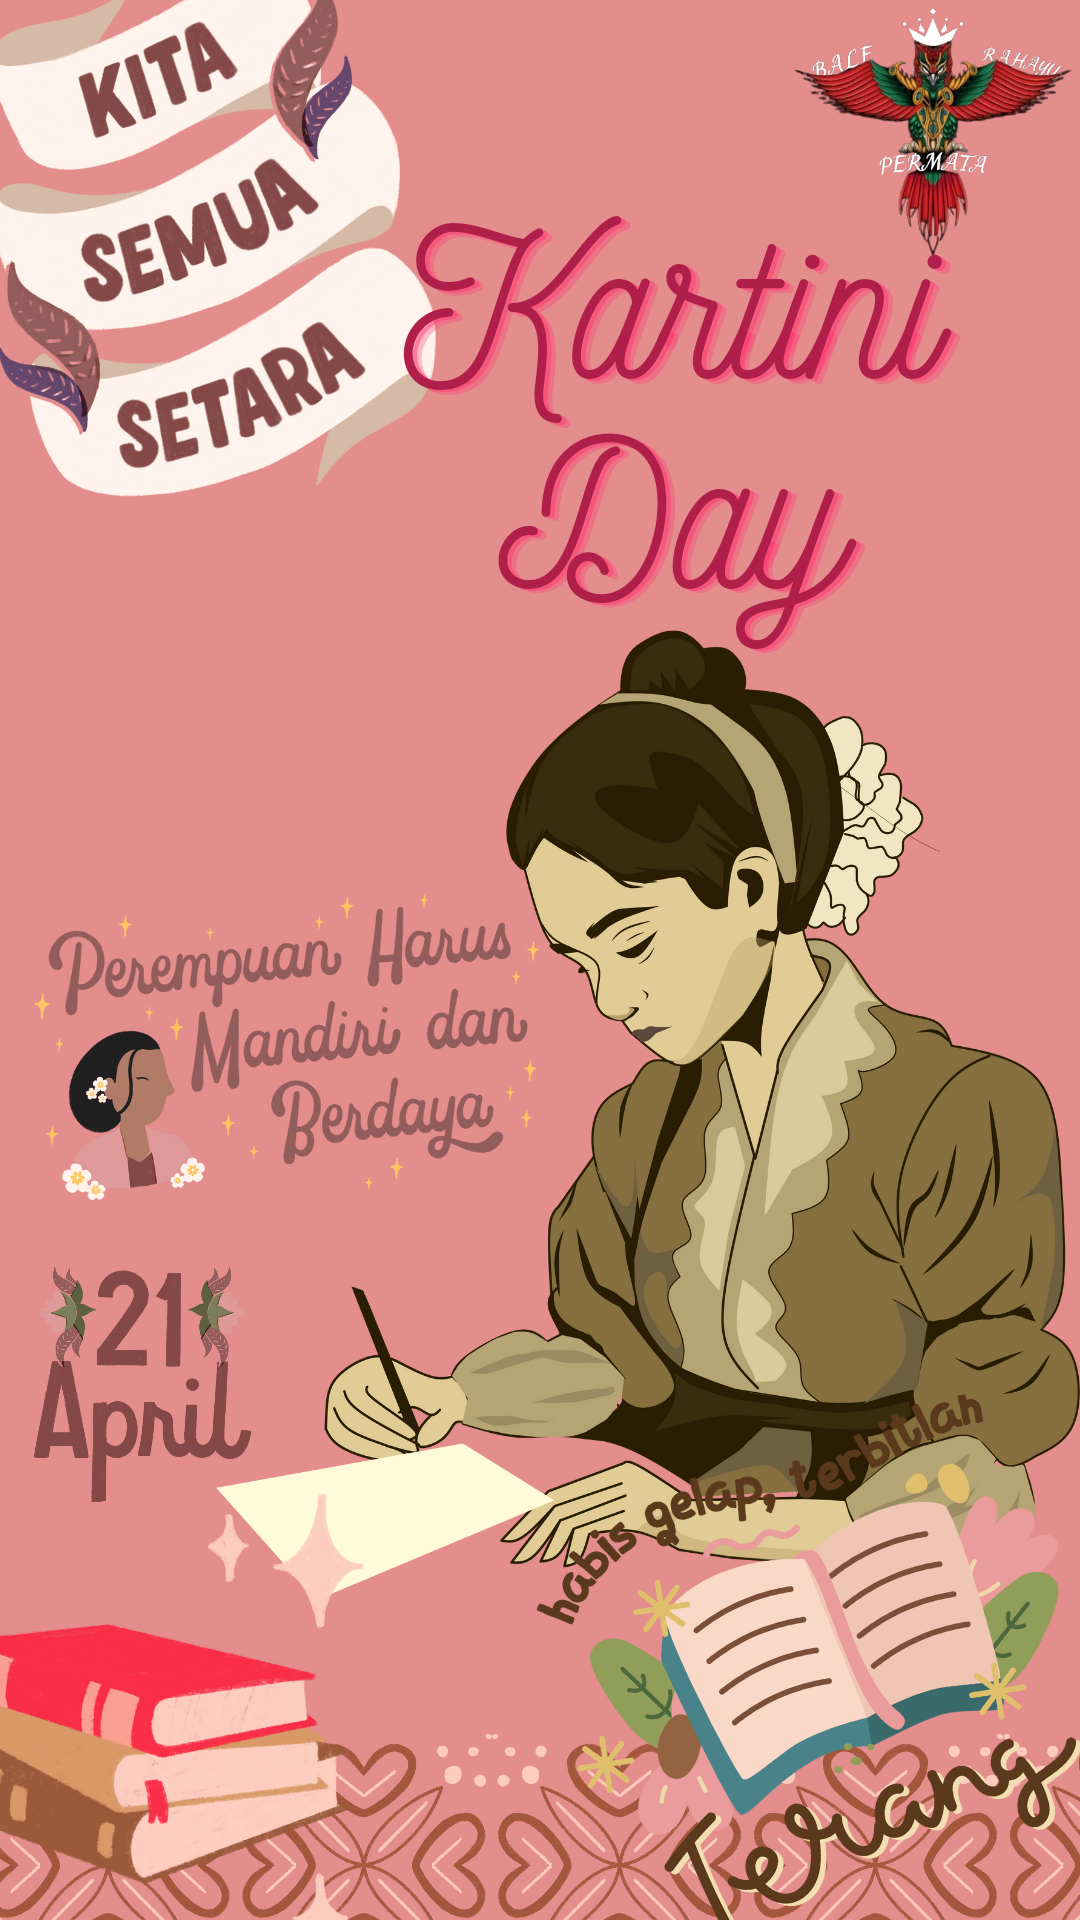 KITA
SEMUA
SETARA
BALE RAHAYU
PERMATA
Kartini
Day
Perempuan Harus
Mandiri dan
Berdaya
21
April
habis gelap, terbitlah
Terang